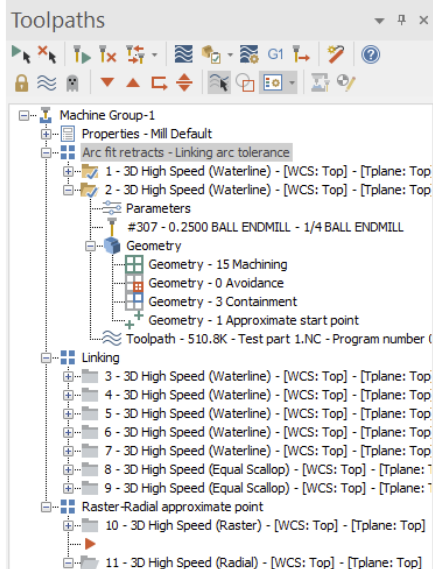 Toolpaths
G1
Machine Group-1
Properties - Mill Default
Arc fit retracts - Linking arc tolerance
1 - 3D High Speed (Waterline) - [WCS: Top] - [Tplane: Top]
2 - 3D High Speed (Waterline) - [WCS: Top] - [Tplane: Top]
Parameters
#307 - 0.2500 BALL ENDMILL - 1/4 BALL ENDMILL
Geometry
Geometry - 15 Machining
Geometry - 0 Avoidance
Geometry - 3 Containment
Geometry - 1 Approximate start point
Toolpath - 510.8K - Test part 1.NC - Program number
Linking
3 - 3D High Speed (Waterline) - [WCS: Top] - [Tplane: Top]
4 - 3D High Speed (Waterline) - [WCS: Top] - [Tplane: Top]
5 - 3D High Speed (Waterline) - [WCS: Top] - [Tplane: Top]
6 - 3D High Speed (Waterline) - [WCS: Top] - [Tplane: Top]
7 - 3D High Speed (Waterline) - [WCS: Top] - [Tplane: Top]
8 - 3D High Speed (Equal Scallop) - [WCS: Top] - [Tplane:
9 - 3D High Speed (Equal Scallop) - [WCS: Top] - [Tplane:
Raster-Radial approximate point
10 - 3D High Speed (Raster) - [WCS: Top] - [Tplane: Top]
11 - 3D High Speed (Radial) - [WCS: Top] - [Tplane: Top]